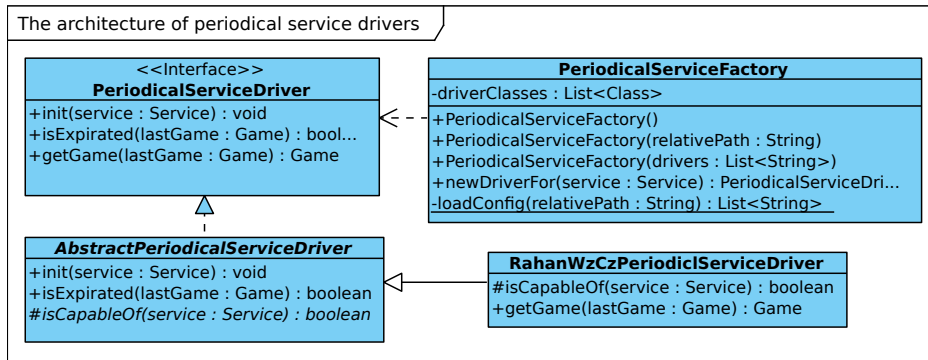 The architecture of periodical service drivers
<<Interface>>
PeriodicalServiceDriver
+init(service : Service) : void
+isExpirated(lastGame : Game) : bool...
+getGame(lastGame : Game) : Game
PeriodicalServiceFactory
-driverClasses : List<Class>
+PeriodicalServiceFactory()
+PeriodicalServiceFactory(relativePath : String)
+PeriodicalServiceFactory(drivers : List<String>)
+newDriverFor(service : Service) : PeriodicalServiceDri...
-loadConfig(relativePath : String) : List<String>
AbstractPeriodicalServiceDriver
+init(service : Service) : void
+isExpirated(lastGame : Game) : boolean
#isCapableOf(service : Service) : boolean
RahanWzCzPeriodiclServiceDriver
#isCapableOf(service : Service) : boolean
+getGame(lastGame : Game) : Game